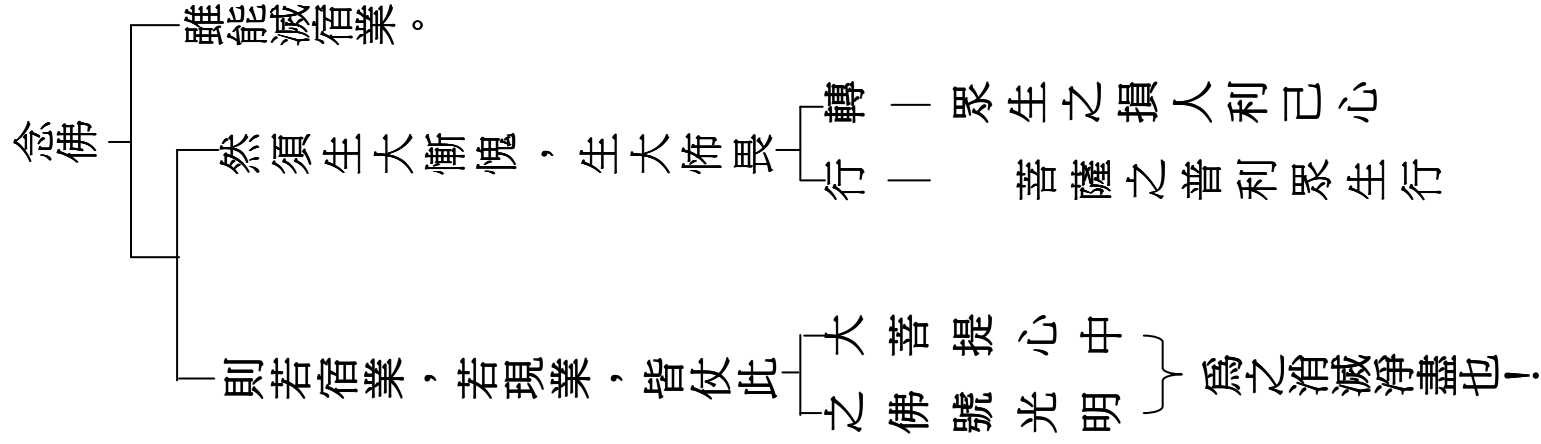 念佛
雖能滅宿業。
然須生大慚愧，生大怖畏
轉 — 眾生之損人利己心
行 — 菩薩之普利眾生行
則若宿業，若現業，皆仗此
大菩提心中
之佛號光明
為之消滅淨盡也！